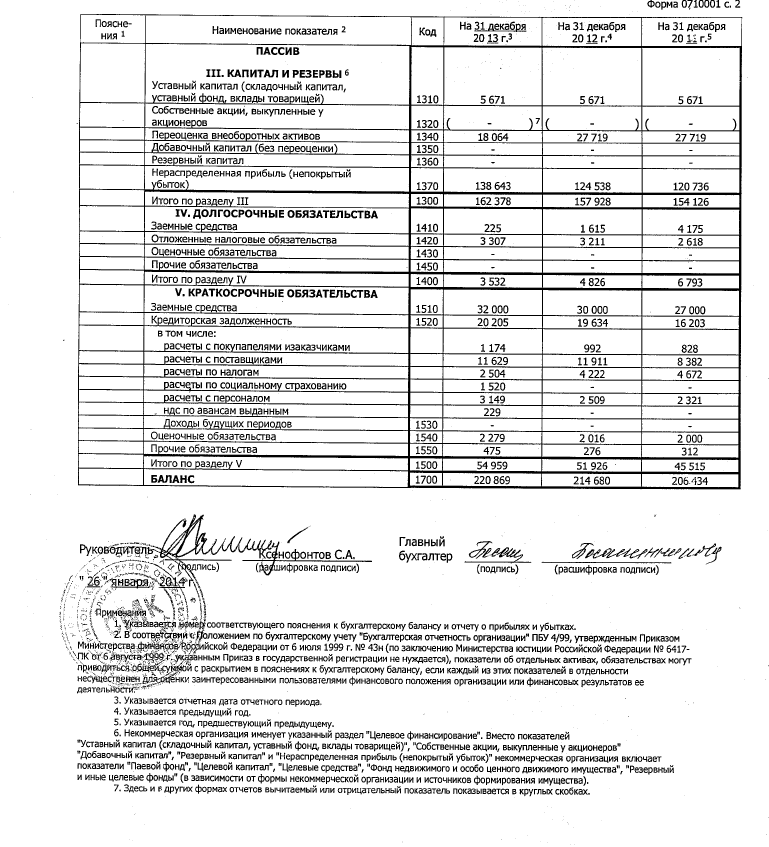 Форма 0710001 с. 2
Поясне-ния 1 Наименование показателя 2 Код На 31 декабря 20 13 г.3 На 31 декабря 20 12 г.4 На 31 декабря 20 11 г.5
ПАССИВ
III. КАПИТАЛ И РЕЗЕРВЫ 6
Уставный капитал (складочный капитал,
уставный фонд, вклады товарищей) 1310 5 671 5 671 5 671
Собственные акции, выкупленные у
акционеров 1320 ( - )7 ( - ) ( - )
Переоценка внеоборотных активов 1340 18 064 27 719 27 719
Добавочный капитал (без переоценки) 1350 - - -
Резервный капитал 1360 - - -
Нераспределенная прибыль (непокрытый
убыток) 1370 138 643 124 538 120 736
Итого по разделу III 1300 162 378 157 928 154 126
IV. ДОЛГОСРОЧНЫЕ ОБЯЗАТЕЛЬСТВА
Заемные средства 1410 225 1 615 4 175
Отложенные налоговые обязательства 1420 3 307 3 211 2 618
Оценочные обязательства 1430 - - -
Прочие обязательства 1450 - - -
Итого по разделу IV 1400 3 532 4 826 6 793
V. КРАТКОСРОЧНЫЕ ОБЯЗАТЕЛЬСТВА
Заемные средства 1510 32 000 30 000 27 000
Кредиторская задолженность 1520 20 205 19 634 16 203
в том числе:
расчеты с покупапелями изаказчиками 1 174 992 828
расчеты с поставщиками 11 629 11 911 8 382
расчеты по налогам 2 504 4 222 4 672
расчеты по социальному страхованию 1 520 - -
расчеты с персоналом 3 149 2 509 2 321
ндс по авансам выданным 229 - -
Доходы будущих периодов 1530 - - -
Оценочные обязательства 1540 2 279 2 016 2 000
Прочие обязательства 1550 475 276 312
Итого по разделу V 1500 54 959 51 926 45 515
БАЛАНС 1700 220 869 214 680 206 434
Руководитель Ксенофонтов С.А. Главный бухгалтер
(подпись) (расшифровка подписи) (подпись) (расшифровка подписи)
" 26 " января 2014 г.
Примечания
1. Указывается номер соответствующего пояснения к бухгалтерскому балансу и отчету о прибылях и убытках.
2. В соответствии с Положением по бухгалтерскому учету "Бухгалтерская отчетность организации" ПБУ 4/99, утвержденным Приказом
Министерства финансов Российской Федерации от 6 июля 1999 г. № 43н (по заключению Министерства юстиции Российской Федерации № 6417-
ПК от 6 августа 1999 г. указанным Приказ в государственной регистрации не нуждается), показатели об отдельных активах, обязательствах могут
приводиться общей суммой с раскрытием в пояснениях к бухгалтерскому балансу, если каждый из этих показателей в отдельности
несущественен для оценки заинтересованными пользователями финансового положения организации или финансовых результатов ее
деятельности.
3. Указывается отчетная дата отчетного периода.
4. Указывается предыдущий год.
5. Указывается год, предшествующий предыдущему.
6. Некоммерческая организация именует указанный раздел "Целевое финансирование". Вместо показателей
"Уставный капитал (складочный капитал, уставный фонд, вклады товарищей)", "Собственные акции, выкупленные у акционеров"
"Добавочный капитал", "Резервный капитал" и "Нераспределенная прибыль (непокрытый убыток)" некоммерческая организация включает
показатели "Паевой фонд", "Целевой капитал", "Целевые средства", "Фонд недвижимого и особо ценного движимого имущества", "Резервный
и иные целевые фонды" (в зависимости от формы некоммерческой организации и источников формирования имущества).
7. Здесь и в других формах отчетов вычитаемый или отрицательный показатель показывается в круглых скобках.